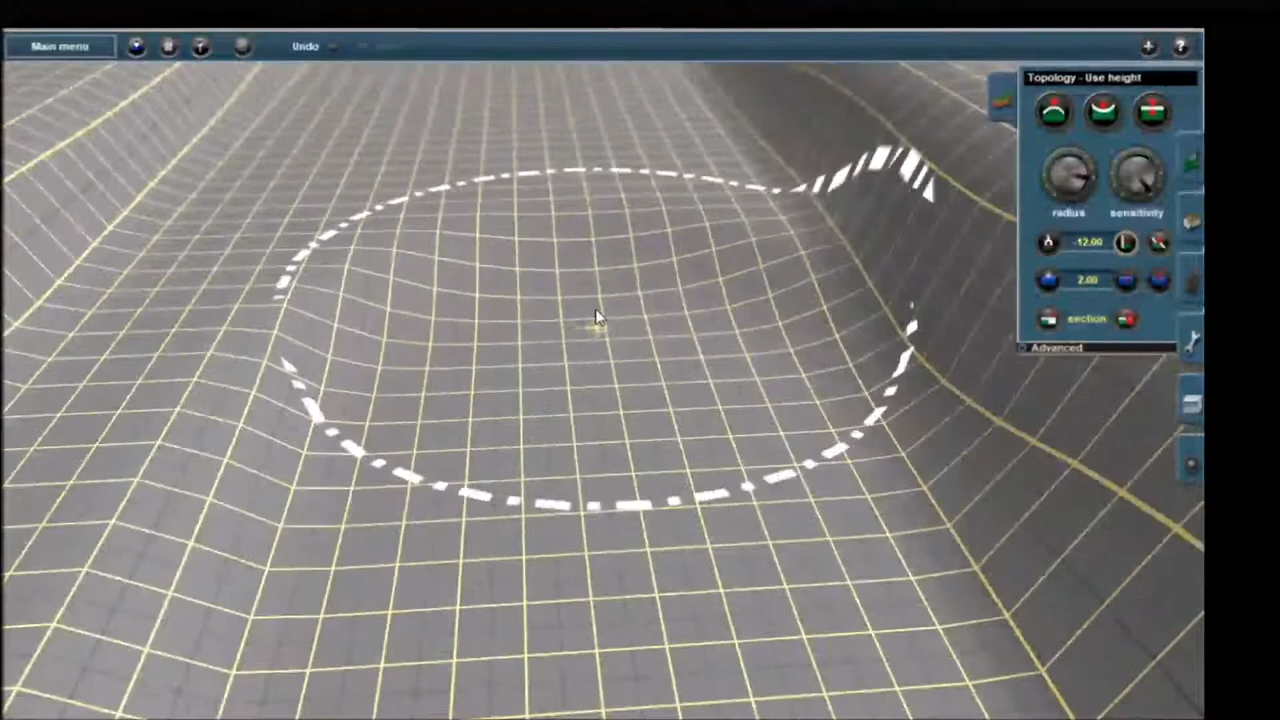 Main menu
Undo
Topology - Use height
radius
sensitivity
-12.00
2.00
section
Advanced